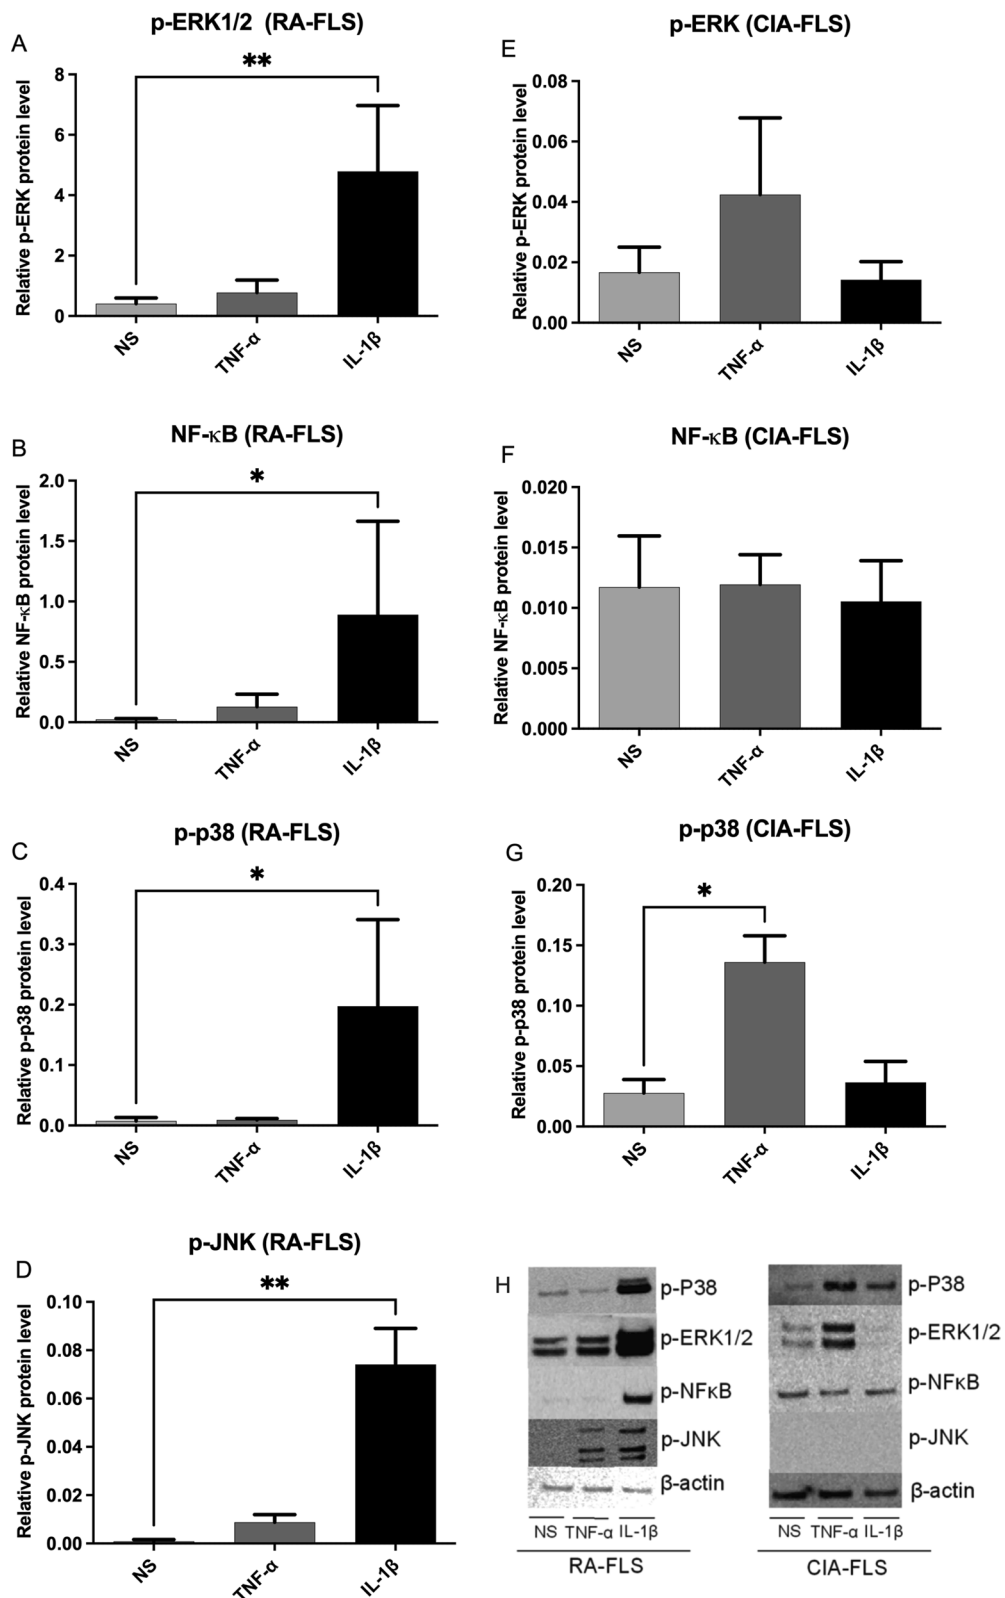 A
p-ERK1/2 (RA-FLS)
Relative p-ERK protein level
8
6
4
2
0
**
NS
TNF-α
IL-1β
E
p-ERK (CIA-FLS)
Relative p-ERK protein level
0.08
0.06
0.04
0.02
0.00
NS
TNF-α
IL-1β
B
NF-κB (RA-FLS)
Relative NF-κB protein level
2.0
1.5
1.0
0.5
0.0
*
NS
TNF-α
IL-1β
F
NF-κB (CIA-FLS)
Relative NF-κB protein level
0.020
0.015
0.010
0.005
0.000
NS
TNF-α
IL-1β
C
p-p38 (RA-FLS)
Relative p-p38 protein level
0.4
0.3
0.2
0.1
0.0
*
NS
TNF-α
IL-1β
G
p-p38 (CIA-FLS)
Relative p-p38 protein level
0.20
0.15
0.10
0.05
0.00
*
NS
TNF-α
IL-1β
D
p-JNK (RA-FLS)
Relative p-JNK protein level
0.10
0.08
0.06
0.04
0.02
0.00
**
NS
TNF-α
IL-1β
H
p-P38
p-ERK1/2
p-NFκB
p-JNK
β-actin
NS TNF-α IL-1β
RA-FLS
p-P38
p-ERK1/2
p-NFκB
p-JNK
β-actin
NS TNF-α IL-1β
CIA-FLS